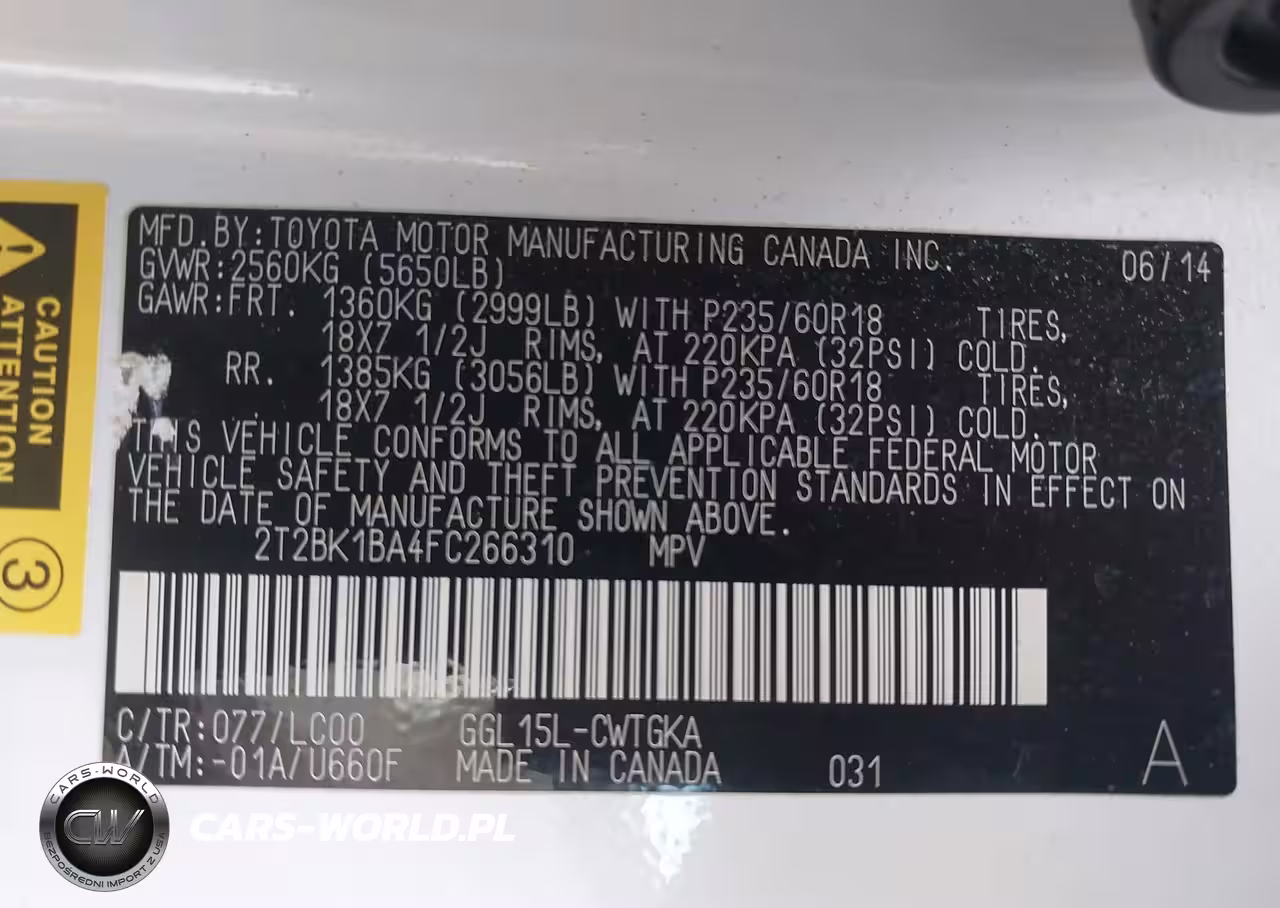 MFD.BY:TOYOTA MOTOR MANUFACTURING CANADA INC. 06/14
GVWR:2560KG (5650LB)
GAWR:FRT. 1360KG (2999LB) WITH P235/60R18 TIRES,
18X7 1/2J RIMS, AT 220KPA (32PSI) COLD.
RR. 1385KG (3056LB) WITH P235/60R18 TIRES,
18X7 1/2J RIMS, AT 220KPA (32PSI) COLD.
THIS VEHICLE CONFORMS TO ALL APPLICABLE FEDERAL MOTOR
VEHICLE SAFETY AND THEFT PREVENTION STANDARDS IN EFFECT ON
THE DATE OF MANUFACTURE SHOWN ABOVE.
2T2BK1BA4FC266310 MPV
C/TR:077/LC00 GGL15L-CWTGKA
A/TM:-01A/U660F MADE IN CANADA 031 A
CAUTION
ATTENTION
3
CARS-WORLD
CW
BEZPOŚREDNI IMPORT Z USA
CARS-WORLD.PL